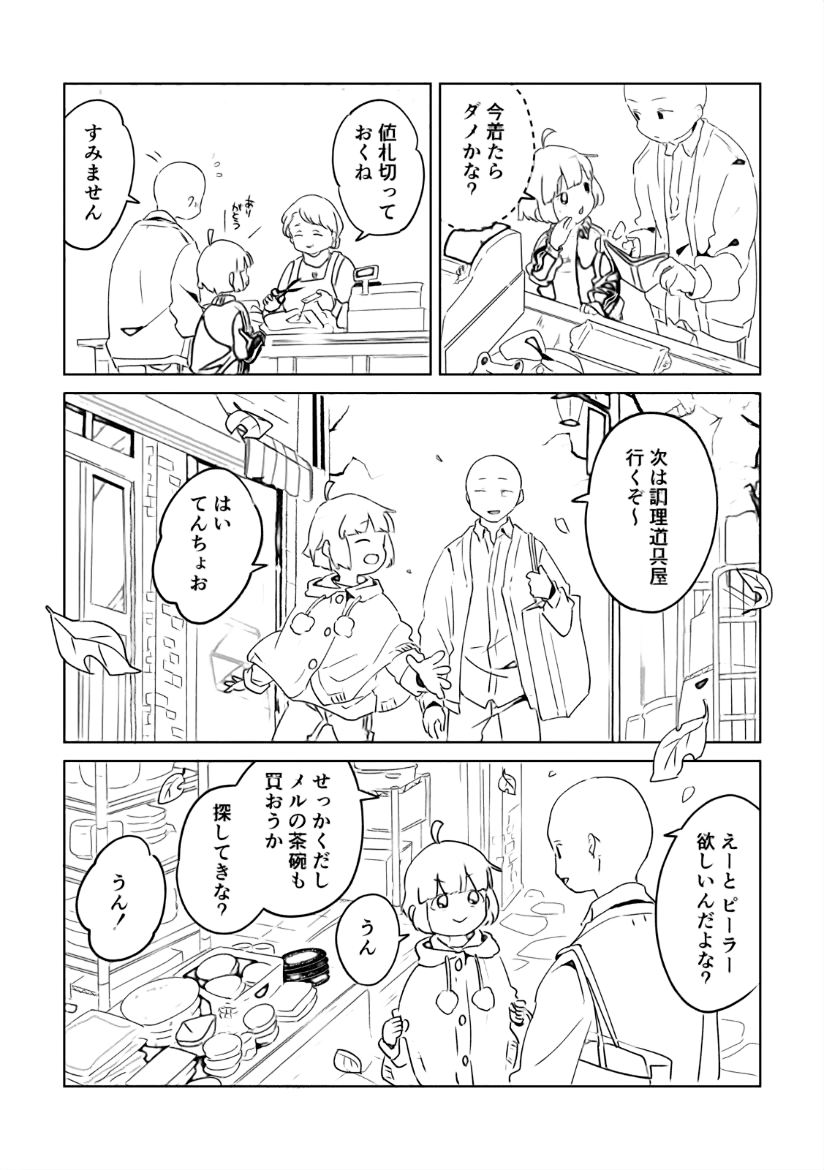 今着たら
ダメかな?
値札切って
おくね
ありがとう
すみません
次は調理道具屋
行くぞ〜
はい
てんちょお
えーと ピーラー
欲しいんだよな?
うん
せっかくだし
メルの茶碗も
買おうか
探してきな?
うん!